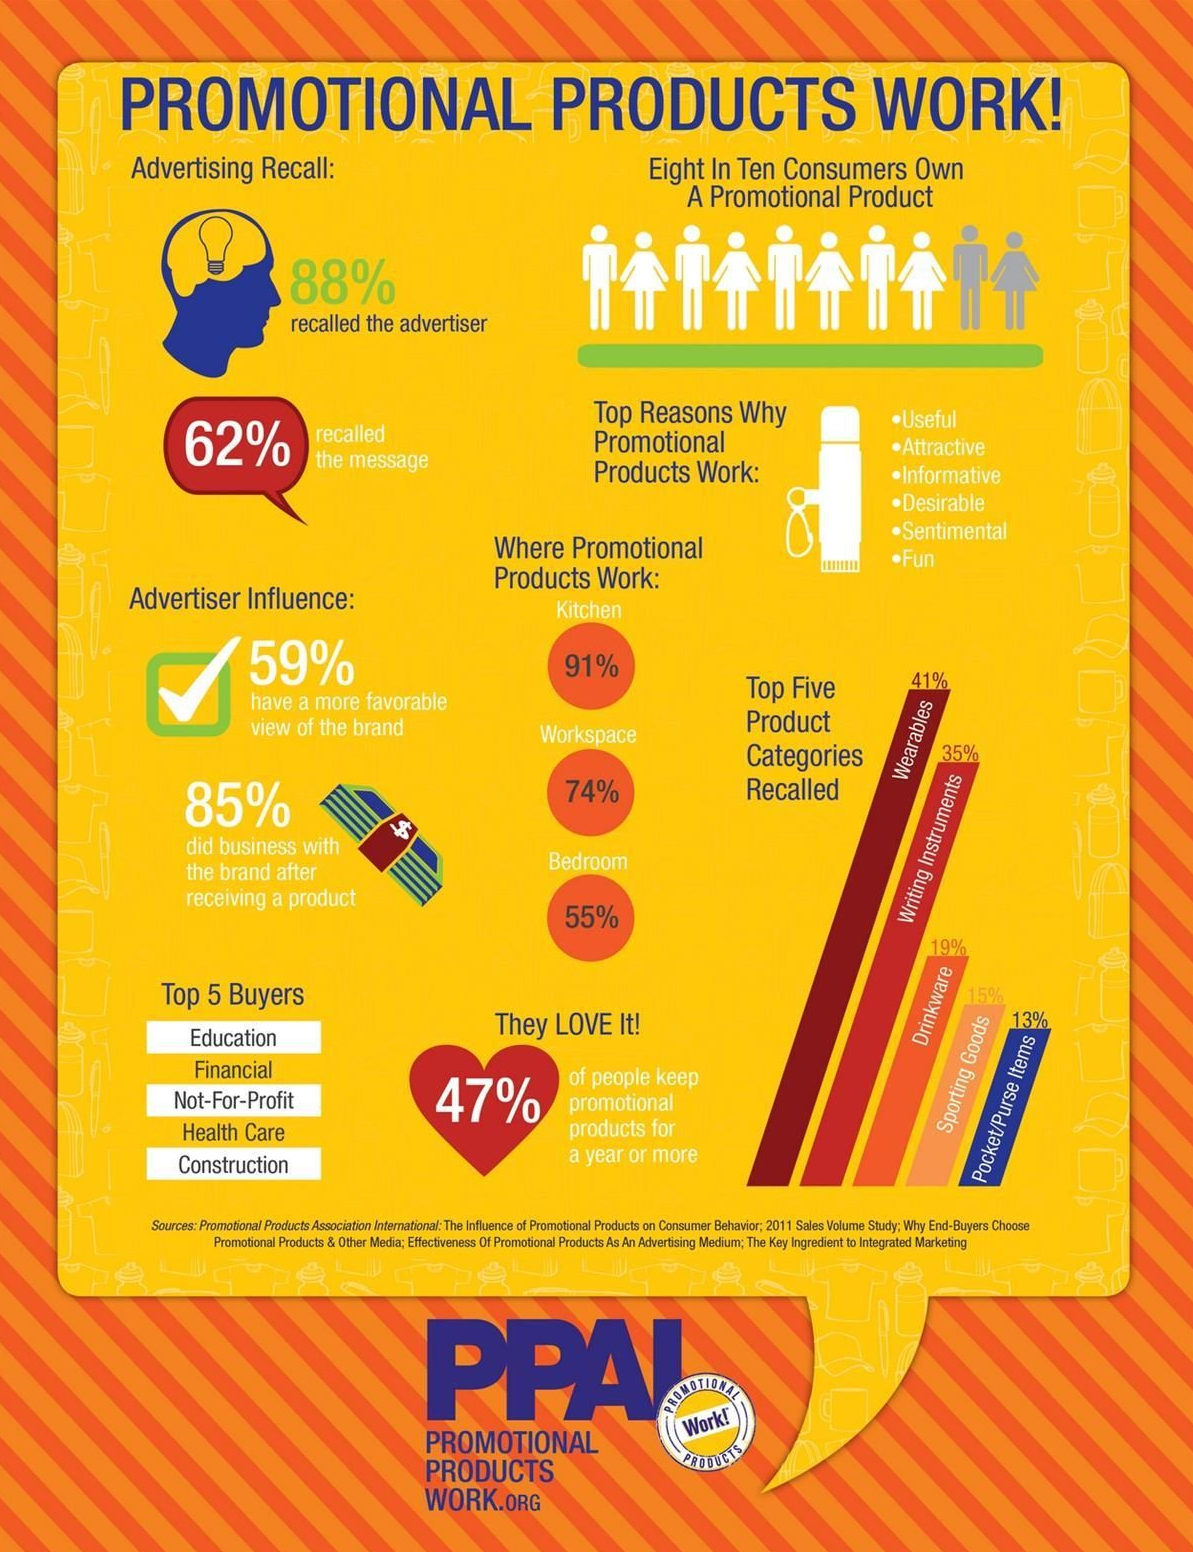 PROMOTIONAL PRODUCTS WORK!
Advertising Recall:
88%
recalled the advertiser
62%
recalled
the message
Eight In Ten Consumers Own
A Promotional Product
Top Reasons Why
Promotional
Products Work:
•Useful
•Attractive
•Informative
•Desirable
•Sentimental
•Fun
Advertiser Influence:
59%
have a more favorable
view of the brand
85%
did business with
the brand after
receiving a product
$
Where Promotional
Products Work:
Kitchen
91%
Workspace
74%
Bedroom
55%
Top Five
Product
Categories
Recalled
41%
Wearables
35%
Writing Instruments
19%
Drinkware
15%
Sporting Goods
13%
Pocket/Purse Items
Top 5 Buyers
Education
Financial
Not-For-Profit
Health Care
Construction
They LOVE It!
47%
of people keep
promotional
products for
a year or more
Sources: Promotional Products Association International: The Influence of Promotional Products on Consumer Behavior; 2011 Sales Volume Study; Why End-Buyers Choose
Promotional Products & Other Media; Effectiveness Of Promotional Products As An Advertising Medium; The Key Ingredient to Integrated Marketing
PPAI
PROMOTIONAL
PRODUCTS
WORK.ORG
PROMOTIONAL
Work!
PRODUCTS